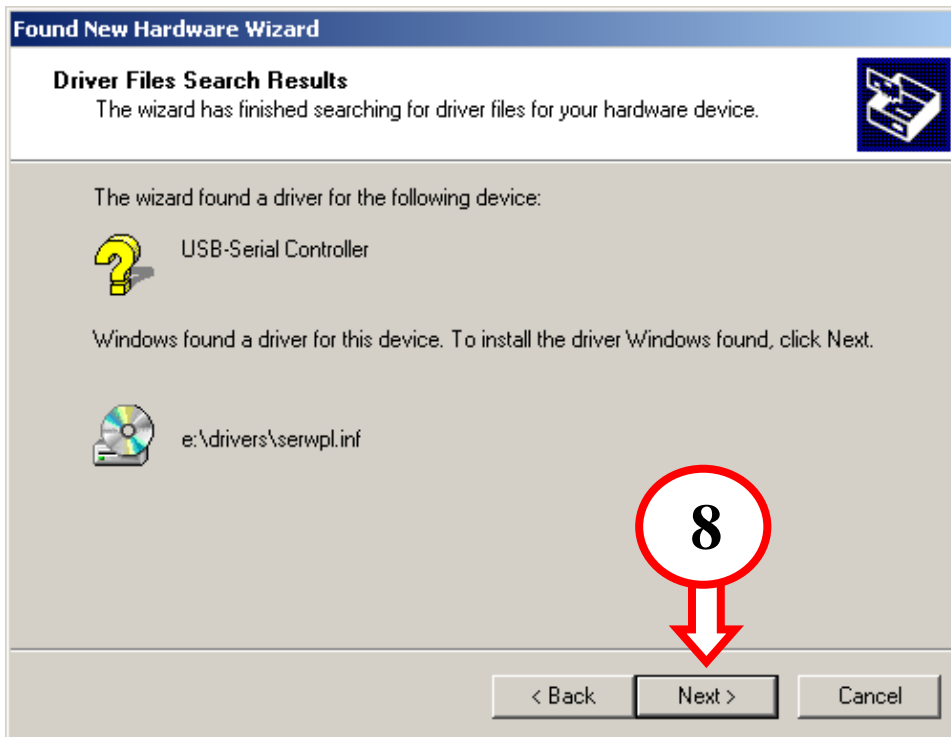 Found New Hardware Wizard
Driver Files Search Results
The wizard has finished searching for driver files for your hardware device.
The wizard found a driver for the following device:
USB-Serial Controller
Windows found a driver for this device. To install the driver Windows found, click Next.
e:\drivers\serwpl.inf
8
< Back
Next >
Cancel